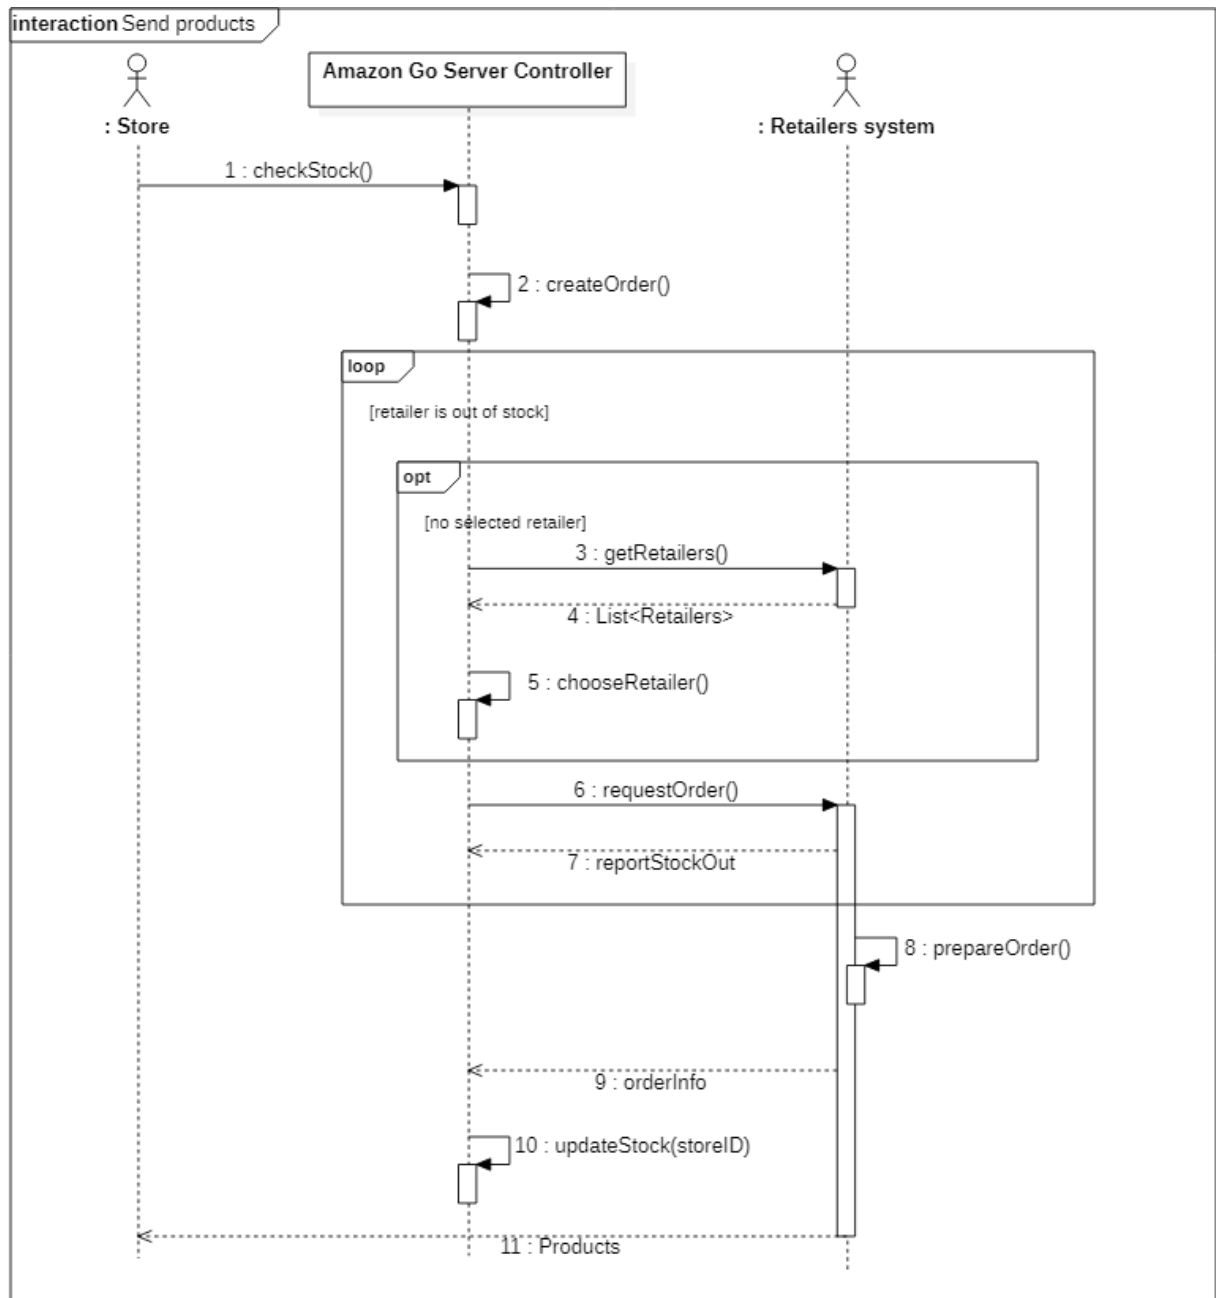 interaction Send products
Amazon Go Server Controller
: Store
: Retailers system
1 : checkStock()
2 : createOrder()
loop
[retailer is out of stock]
opt
[no selected retailer]
3 : getRetailers()
4 : List<Retailers>
5 : chooseRetailer()
6 : requestOrder()
7 : reportStockOut
8 : prepareOrder()
9 : orderInfo
10 : updateStock(storeID)
11 : Products